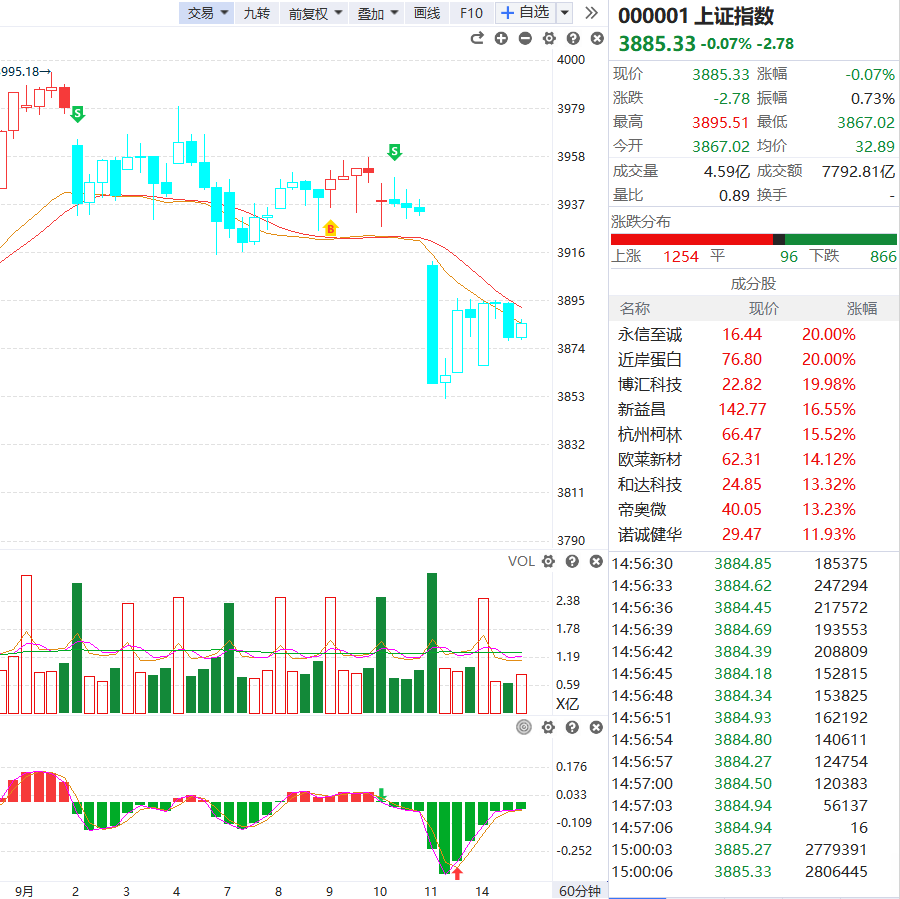 交易 九转 前复权 叠加 画线 F10 +自选
000001 上证指数
3885.33 -0.07% -2.78
现价 3885.33 涨幅 -0.07%
涨跌 -2.78 振幅 0.73%
最高 3895.51 最低 3867.02
今开 3867.02 均价 32.89
成交量 4.59亿 成交额 7792.81亿
量比 0.89 换手 -
涨跌分布
上涨 1254 平 96 下跌 866
成分股
名称 现价 涨幅
永信至诚 16.44 20.00%
近岸蛋白 76.80 20.00%
博汇科技 22.82 19.98%
新益昌 142.77 16.55%
杭州柯林 66.47 15.52%
欧莱新材 62.31 14.12%
和达科技 24.85 13.32%
帝奥微 40.05 13.23%
诺诚健华 29.47 11.93%
14:56:30 3884.85 185375
14:56:33 3884.62 247294
14:56:36 3884.45 217572
14:56:39 3884.69 193553
14:56:42 3884.39 208809
14:56:45 3884.18 152815
14:56:48 3884.34 153825
14:56:51 3884.93 162192
14:56:54 3884.80 140611
14:56:57 3884.27 124754
14:57:00 3884.50 120383
14:57:03 3884.94 56137
14:57:06 3884.94 16
15:00:03 3885.27 2779391
15:00:06 3885.33 2806445
4000
995.18→
3979
S
3958
S
3937
B
3916
3895
3874
3853
3832
3811
3790
VOL
2.38
1.78
1.19
0.59
X亿
0.176
0.033
-0.109
-0.252
9月 2 3 4 7 8 9 10 11 14 60分钟